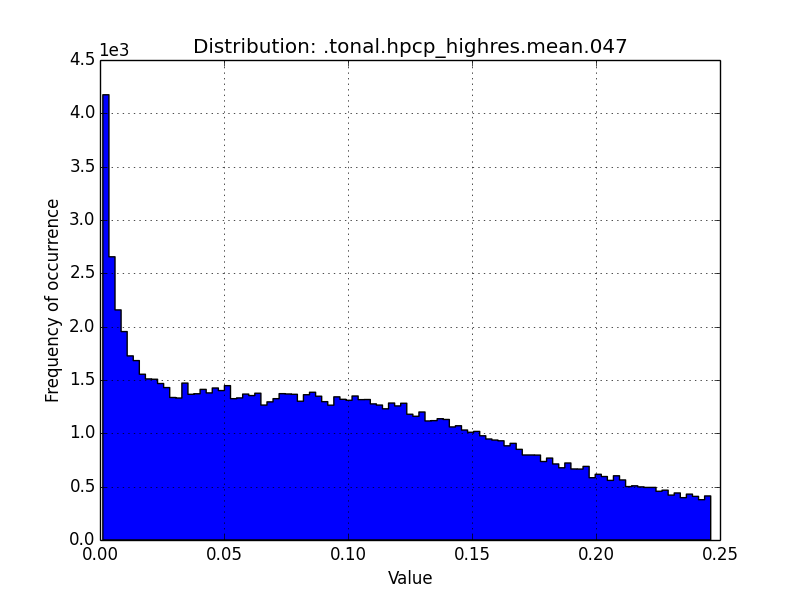 Distribution: .tonal.hpcp_highres.mean.047
1e3
4.5
4.0
3.5
3.0
2.5
2.0
1.5
1.0
0.5
0.0
Frequency of occurrence
0.00 0.05 0.10 0.15 0.20 0.25
Value